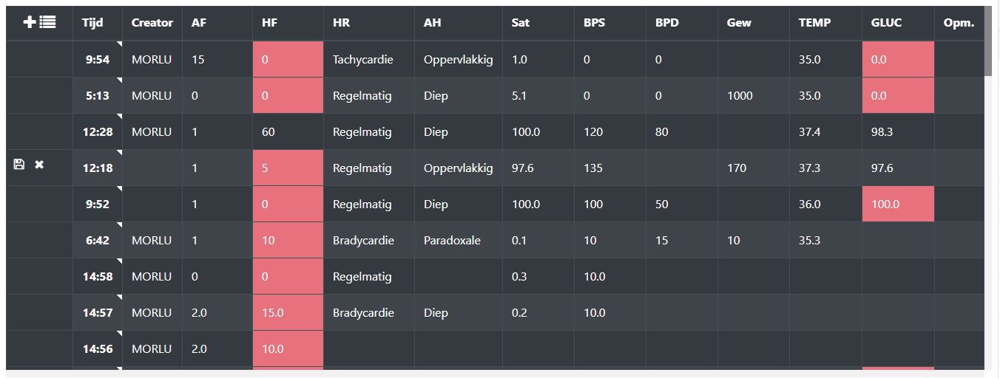 Tijd Creator AF HF HR AH Sat BPS BPD Gew TEMP GLUC Opm.
9:54 MORLU 15 0 Tachycardie Oppervlakkig 1.0 0 0 35.0 0.0
5:13 MORLU 0 0 Regelmatig Diep 5.1 0 0 1000 35.0 0.0
12:28 MORLU 1 60 Regelmatig Diep 100.0 120 80 37.4 98.3
12:18 1 5 Regelmatig Oppervlakkig 97.6 135 170 37.3 97.6
9:52 1 0 Regelmatig Diep 100.0 100 50 36.0 100.0
6:42 MORLU 1 10 Bradycardie Paradoxale 0.1 10 15 10 35.3
14:58 MORLU 0 0 Regelmatig 0.3 10.0
14:57 MORLU 2.0 15.0 Bradycardie Diep 0.2 10.0
14:56 MORLU 2.0 10.0